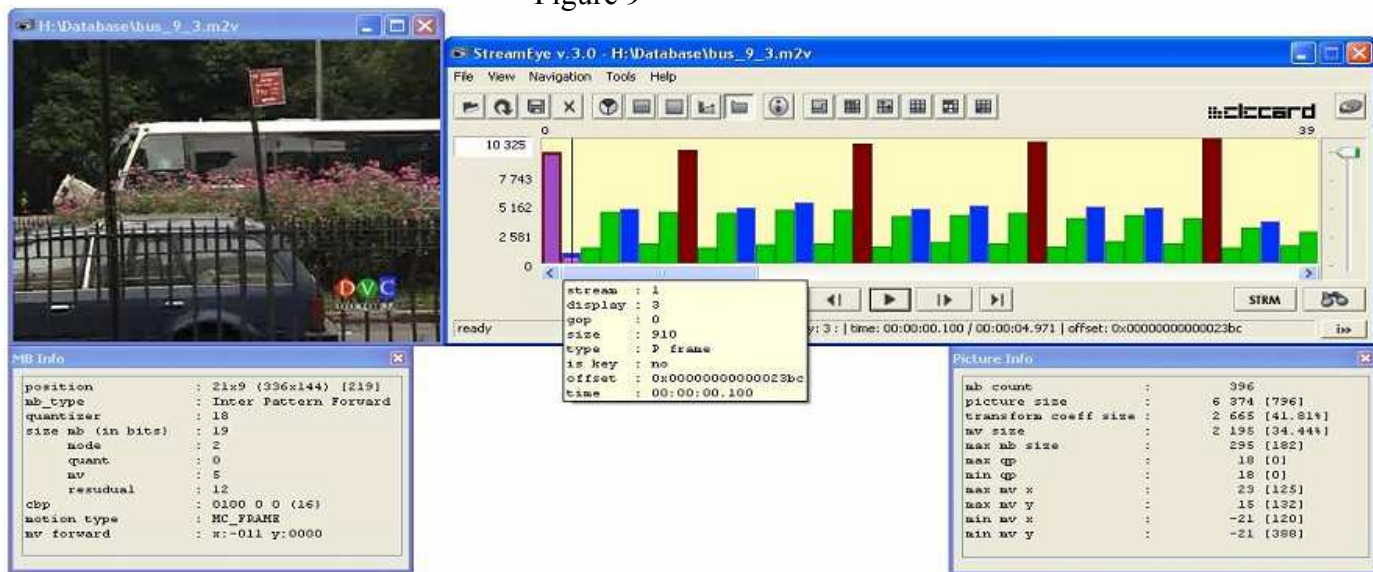 Figure 9
H:\Database\bus_9_3.m2v
DVC
StreamEye v.3.0 - H:\Database\bus_9_3.m2v
File View Navigation Tools Help
elecard
0 39
10 325
7 743
5 162
2 581
0
stream : 1
display : 3
gop : 0
size : 910
type : P frame
is key : no
offset : 0x00000000000023bc
time : 00:00:00.100
STRM
ready
y: 3 : | time: 00:00:00.100 / 00:00:04.971 | offset: 0x00000000000023bc
MB Info
position : 21x9 (336x144) [219]
mb_type : Inter Pattern Forward
quantizer : 18
size mb (in bits) : 19
mode : 2
quant : 0
mv : 5
resudual : 12
cbp : 0100 0 0 (16)
motion type : MC_FRAME
mv forward : x:-011 y:0000
Picture Info
mb count : 396
picture size : 6 374 [796]
transform coeff size : 2 665 [41.81%]
mv size : 2 195 [34.44%]
max mb size : 295 [182]
max qp : 18 [0]
min qp : 18 [0]
max mv x : 23 [125]
max mv y : 15 [132]
min mv x : -21 [120]
min mv y : -21 [388]